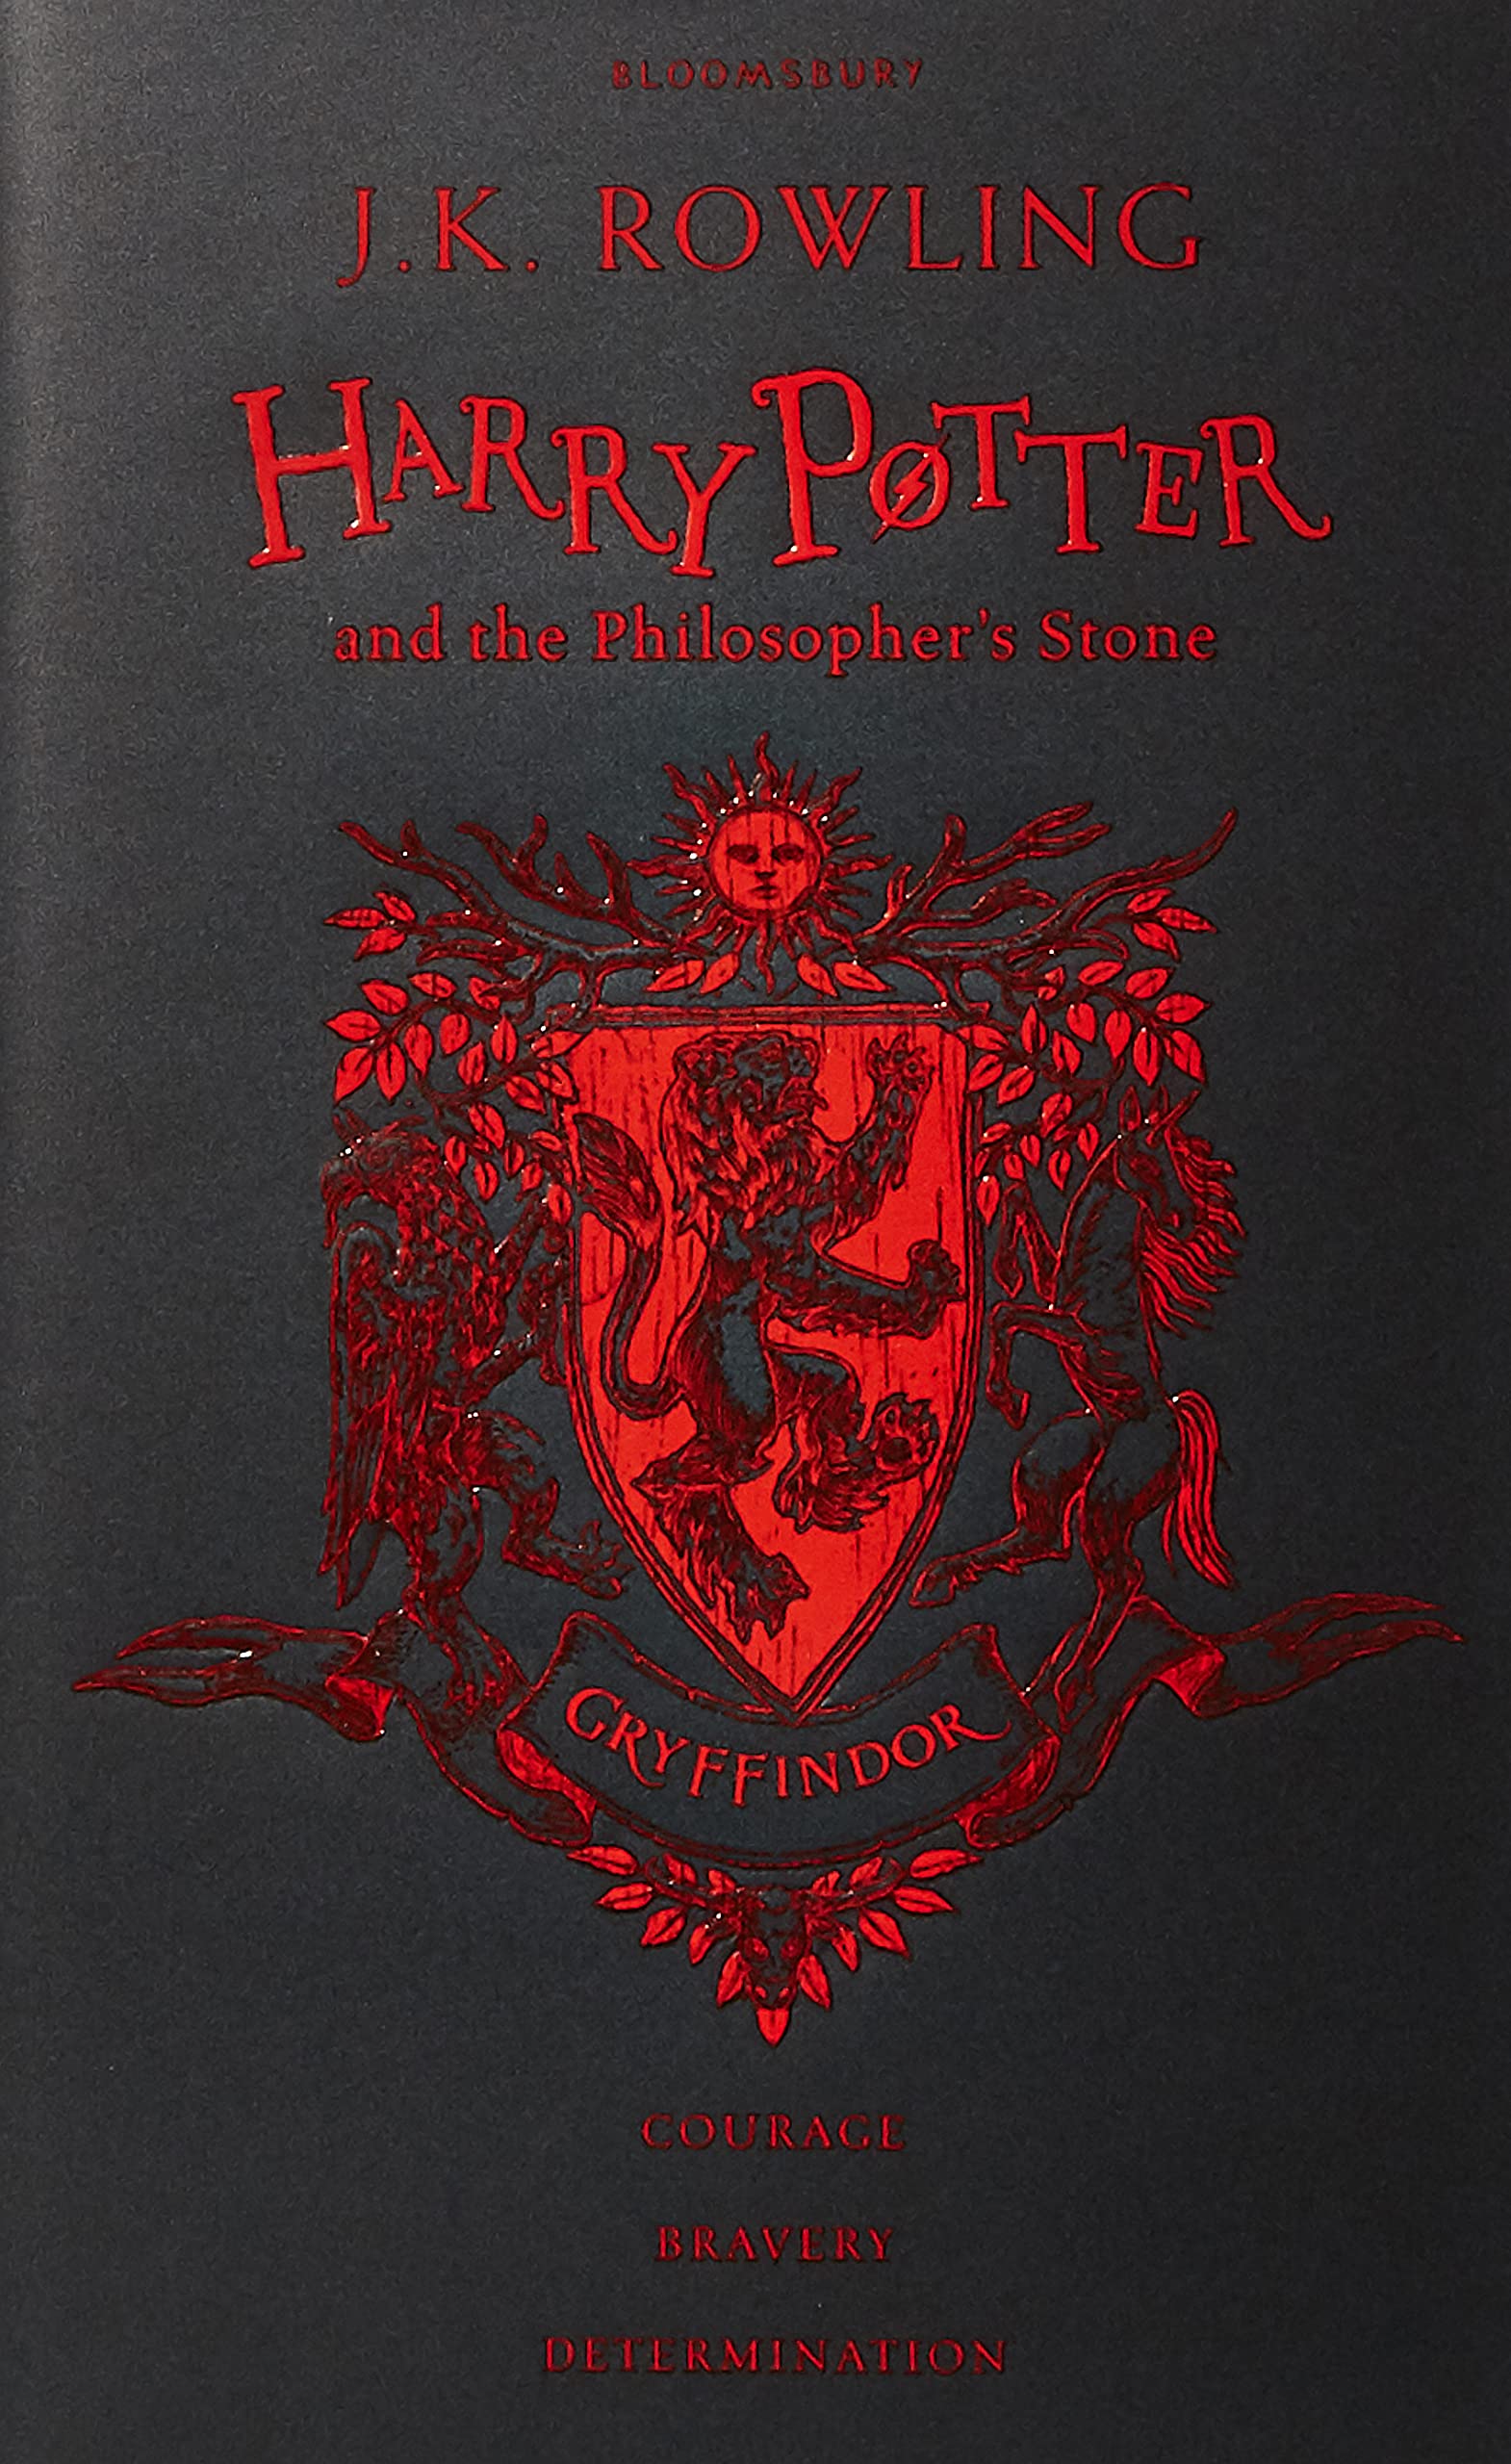 BLOOMSBURY
J.K. ROWLING
HARRY POTTER
and the Philosopher's Stone
GRYFFINDOR
COURAGE
BRAVERY
DETERMINATION